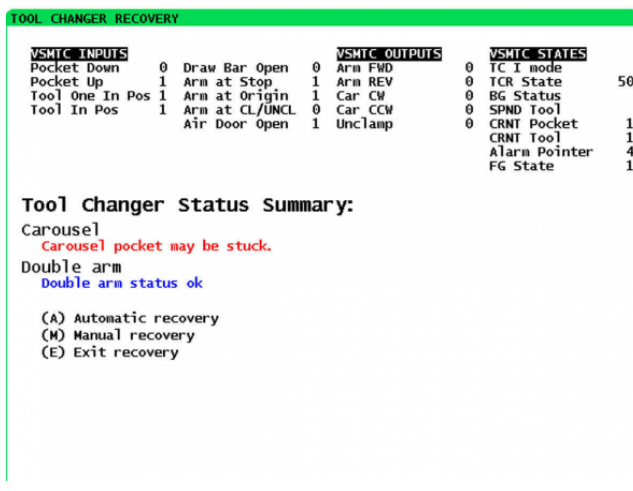 TOOL CHANGER RECOVERY
VSMTC INPUTS VSMTC OUTPUTS VSMTC STATES
Pocket Down 0 Draw Bar Open 0 Arm FWD 0 TC I mode
Pocket Up 1 Arm at Stop 1 Arm REV 0 TCR State 50
Tool One In Pos 1 Arm at Origin 1 Car CW 0 BG Status
Tool In Pos 1 Arm at CL/UNCL 0 Car CCW 0 SPND Tool
Air Door Open 1 Unclamp 0 CRNT Pocket 1
CRNT Tool 1
Alarm Pointer 4
FG State 1
Tool Changer Status Summary:
Carousel
Carousel pocket may be stuck.
Double arm
Double arm status ok
(A) Automatic recovery
(M) Manual recovery
(E) Exit recovery